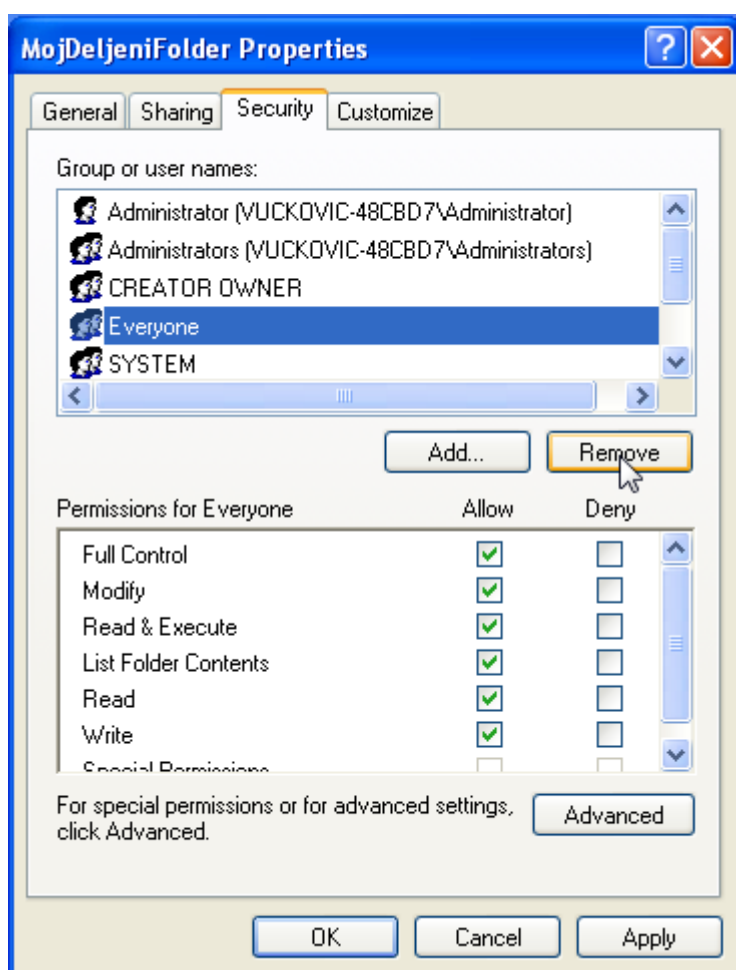 MojDeljeniFolder Properties
General Sharing Security Customize
Group or user names:
Administrator (VUCKOVIC-48CBD7\Administrator)
Administrators (VUCKOVIC-48CBD7\Administrators)
CREATOR OWNER
Everyone
SYSTEM
Add... Remove
Permissions for Everyone Allow Deny
Full Control
Modify
Read & Execute
List Folder Contents
Read
Write
Special Permissions
For special permissions or for advanced settings,
click Advanced.
Advanced
OK Cancel Apply